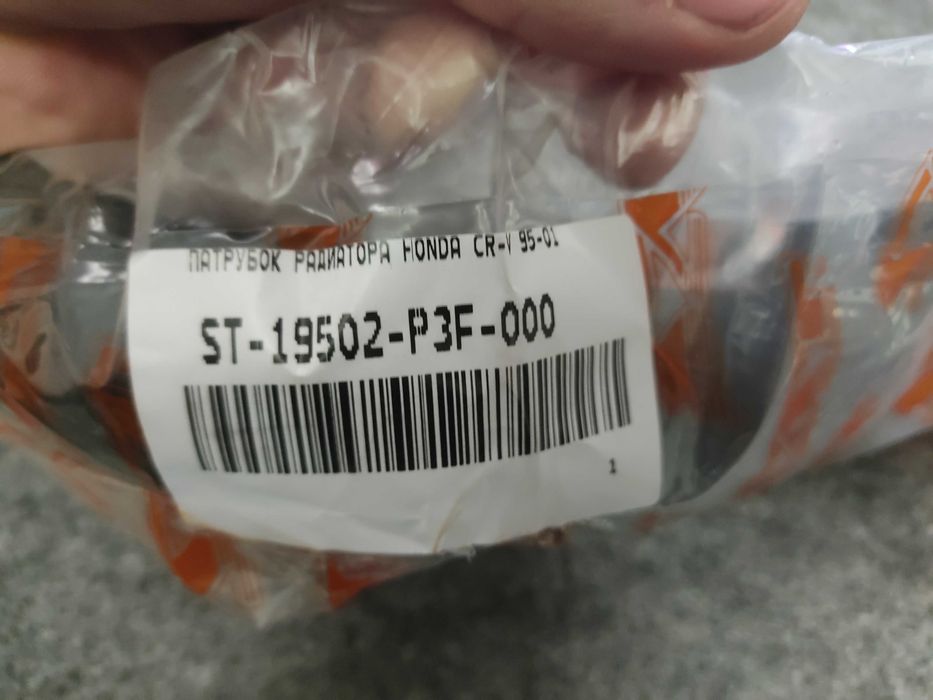 ПАТРУБОК РАДИАТОРА HONDA CR-V 95-01
ST-19502-P3F-000
1